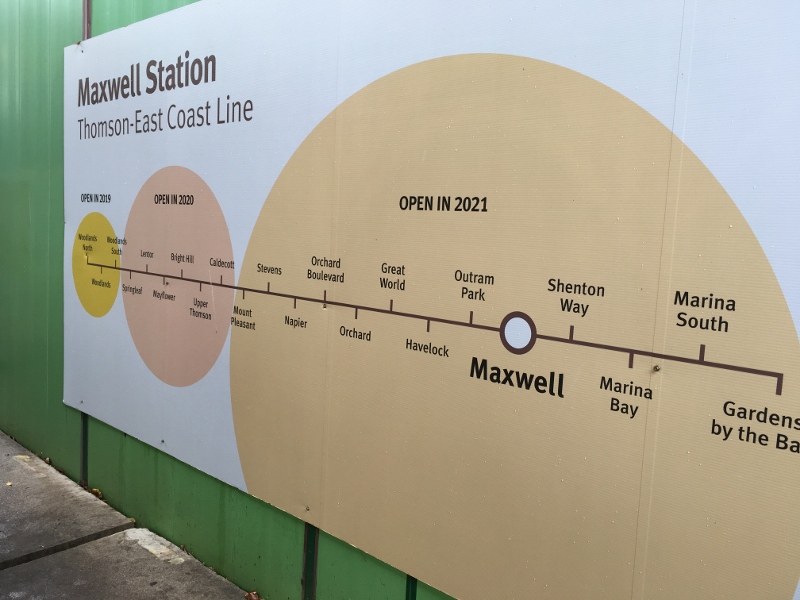 Maxwell Station
Thomson-East Coast Line
OPEN IN 2019
OPEN IN 2020
OPEN IN 2021
Woodlands
North
Woodlands
Woodlands
South
Springleaf
Lentor
Mayflower
Bright Hill
Upper
Thomson
Caldecott
Mount
Pleasant
Stevens
Napier
Orchard
Boulevard
Orchard
Great
World
Havelock
Outram
Park
Maxwell
Shenton
Way
Marina
Bay
Marina
South
Gardens
by the Ba